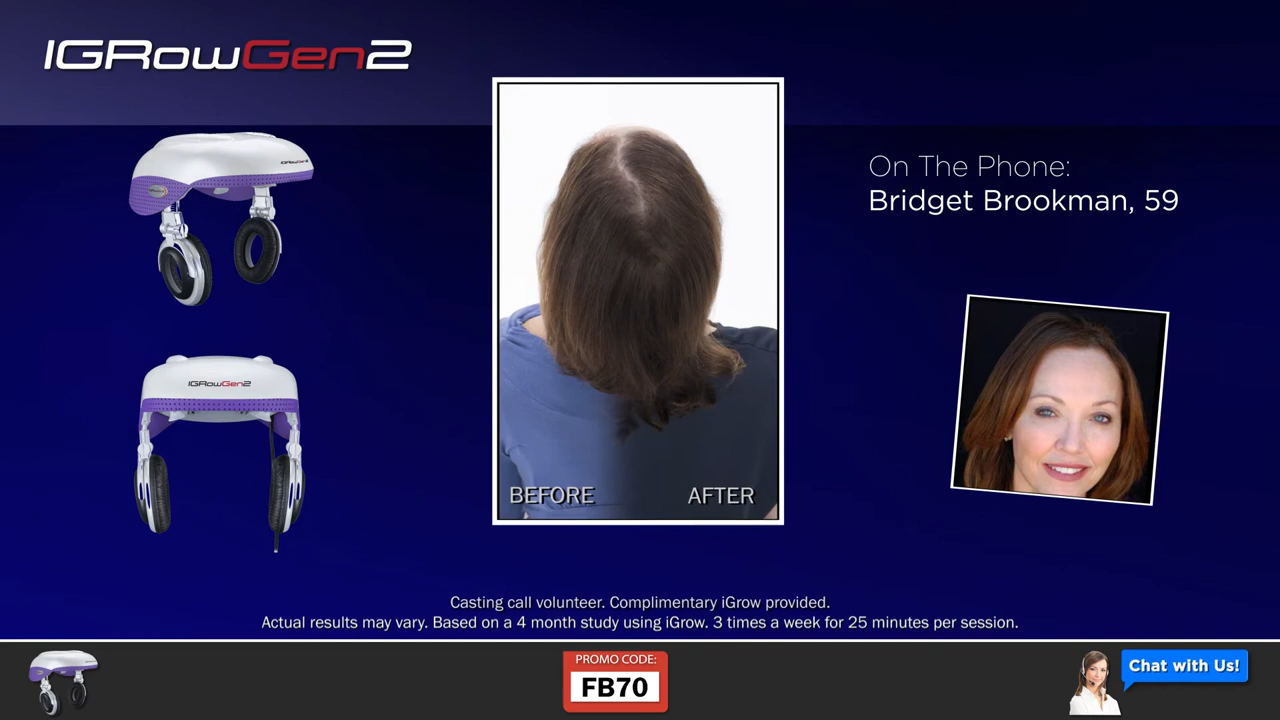 IGRowGen2
On The Phone:
Bridget Brookman, 59
IGRowGen2
BEFORE
AFTER
Casting call volunteer. Complimentary iGrow provided.
Actual results may vary. Based on a 4 month study using iGrow. 3 times a week for 25 minutes per session.
PROMO CODE:
FB70
Chat with Us!